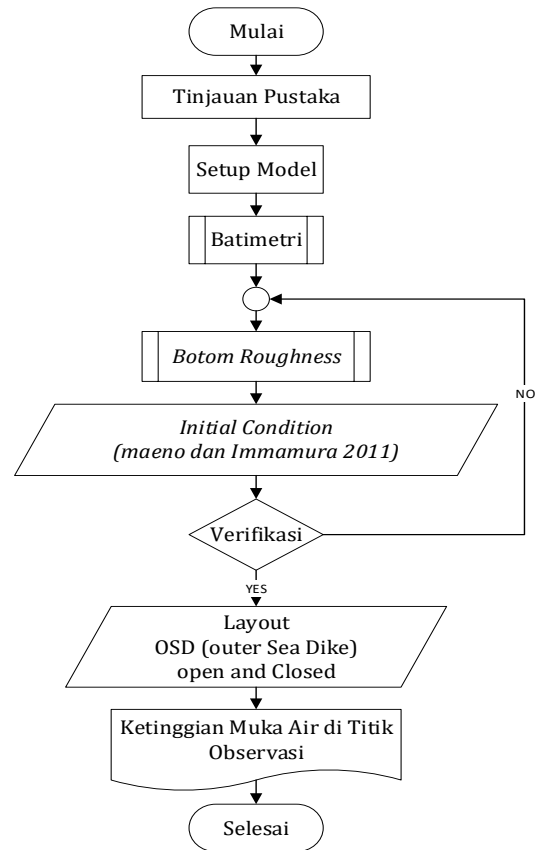 Mulai
Tinjauan Pustaka
Setup Model
Batimetri
Botom Roughness
NO
Initial Condition
(maeno dan Immamura 2011)
Verifikasi
YES
Layout
OSD (outer Sea Dike)
open and Closed
Ketinggian Muka Air di Titik
Observasi
Selesai